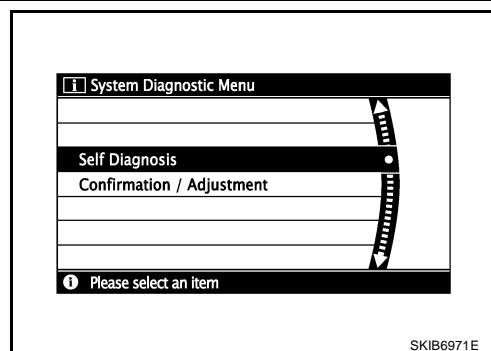 i System Diagnostic Menu
Self Diagnosis
Confirmation / Adjustment
i Please select an item
SKIB6971E